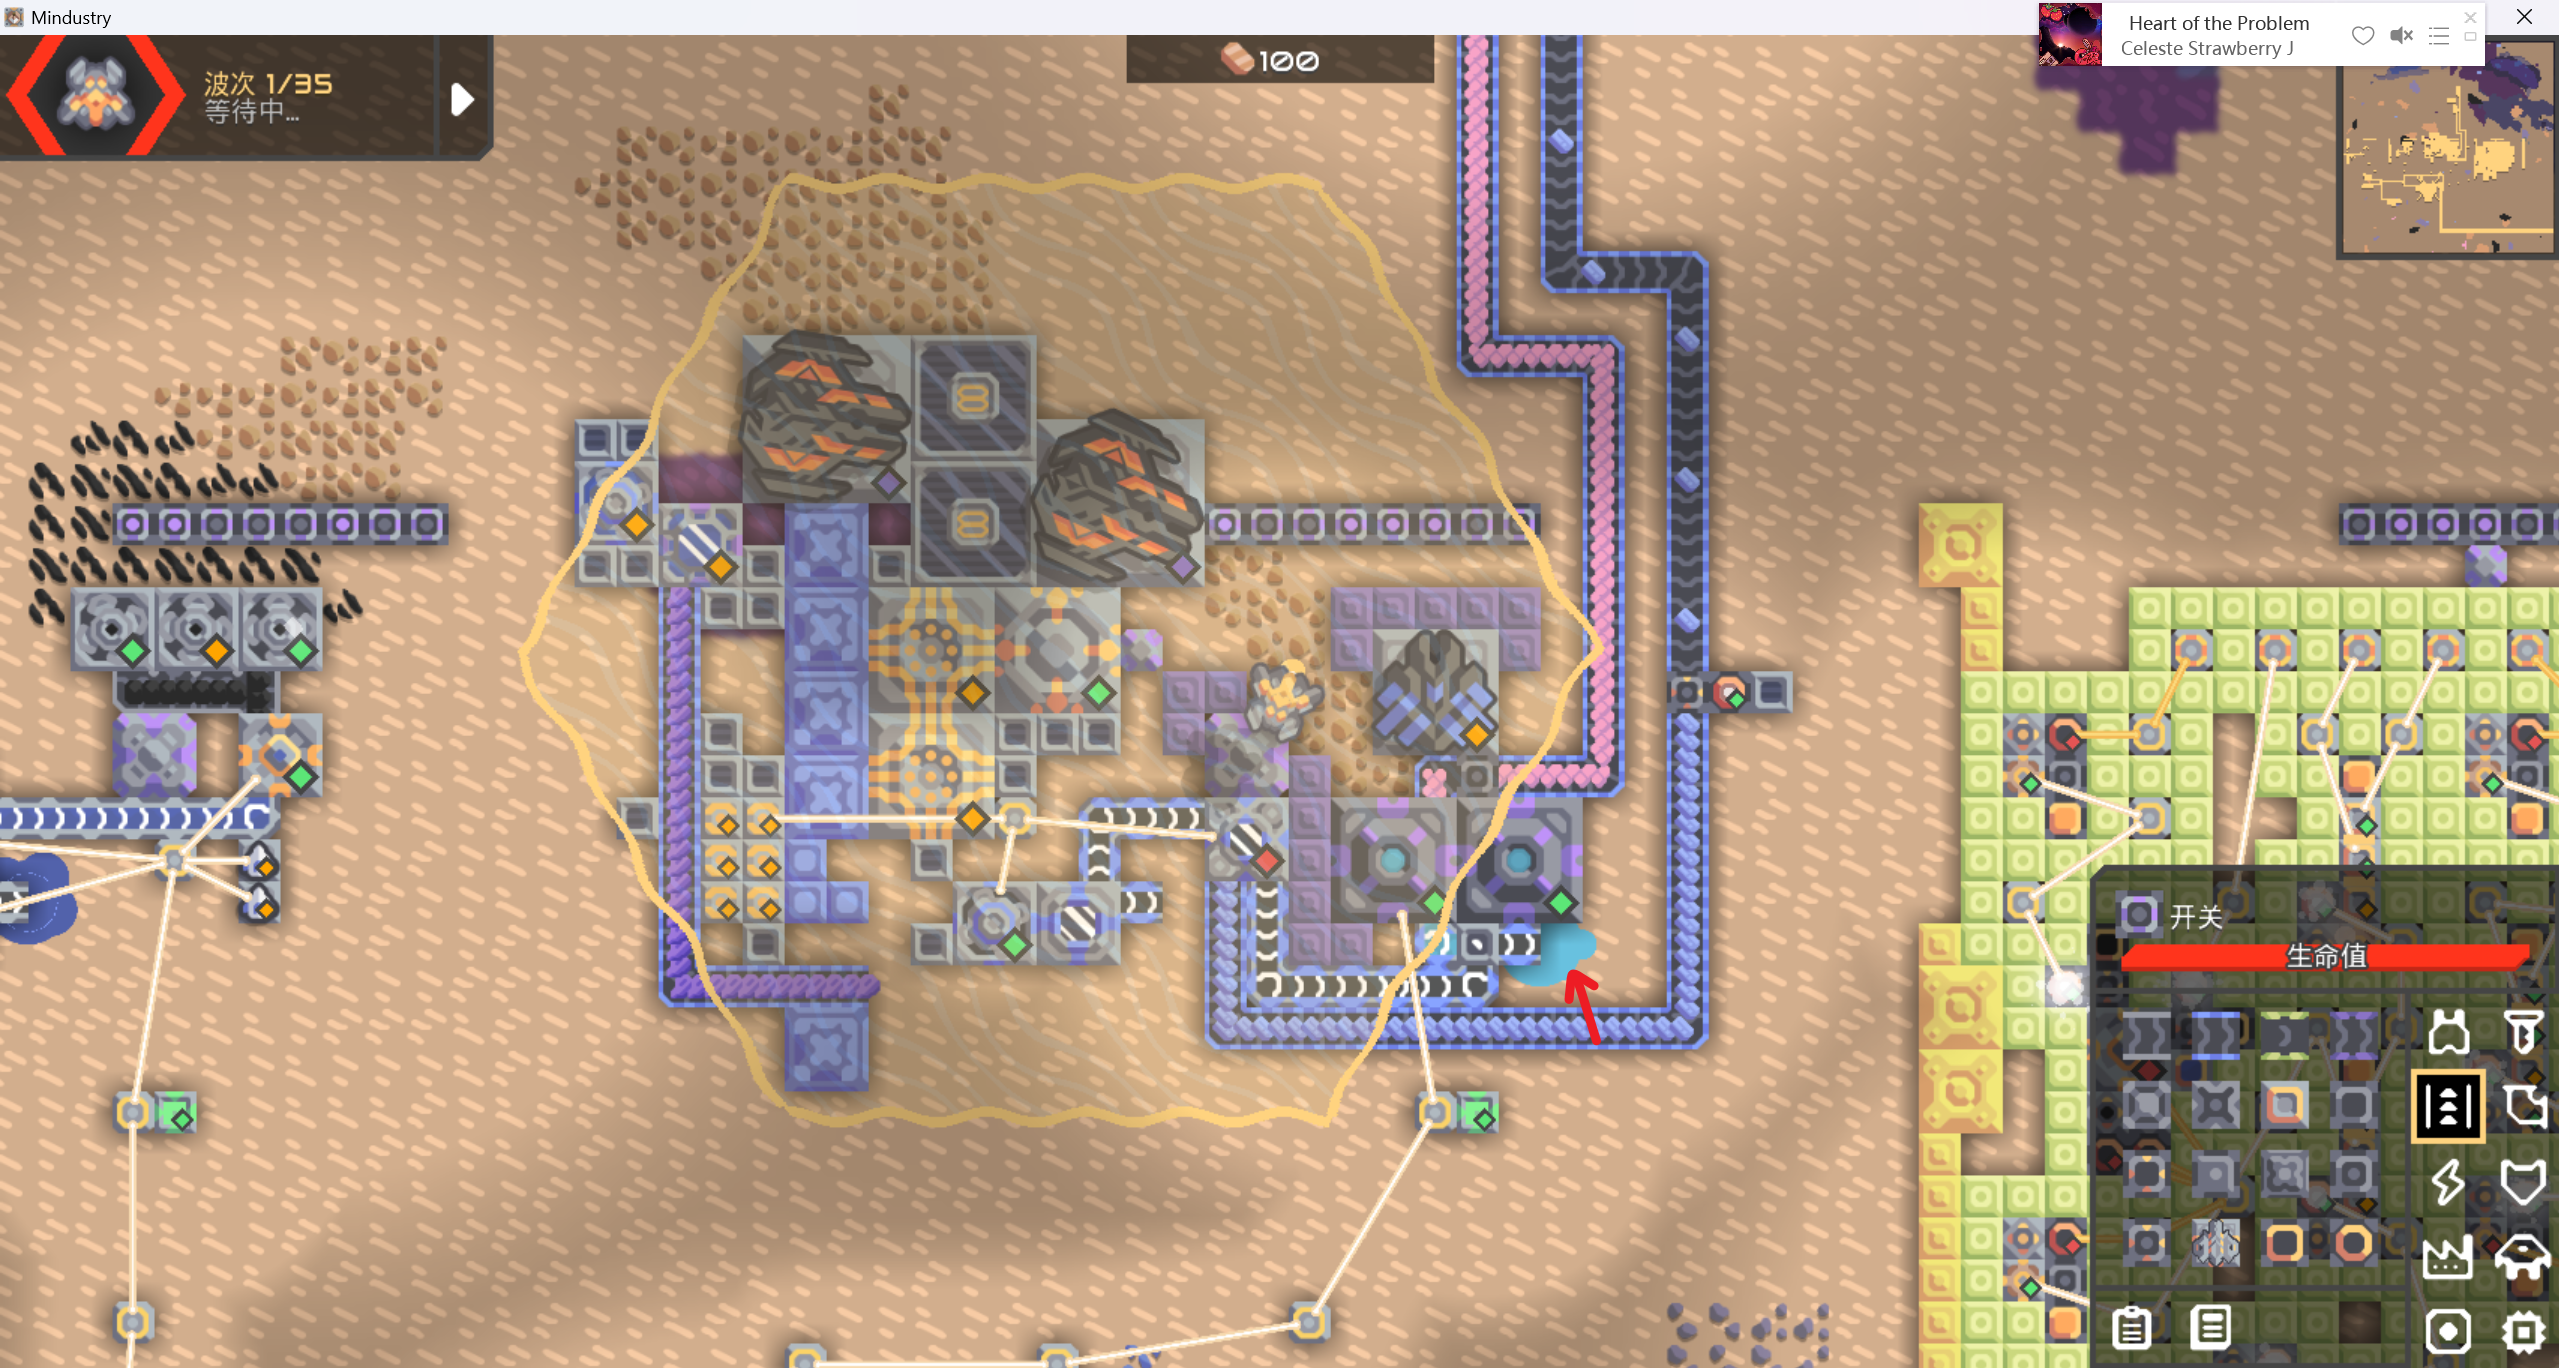 Mindustry
Heart of the Problem
Celeste Strawberry J
波次 1/35
等待中...
100
开关
生命值